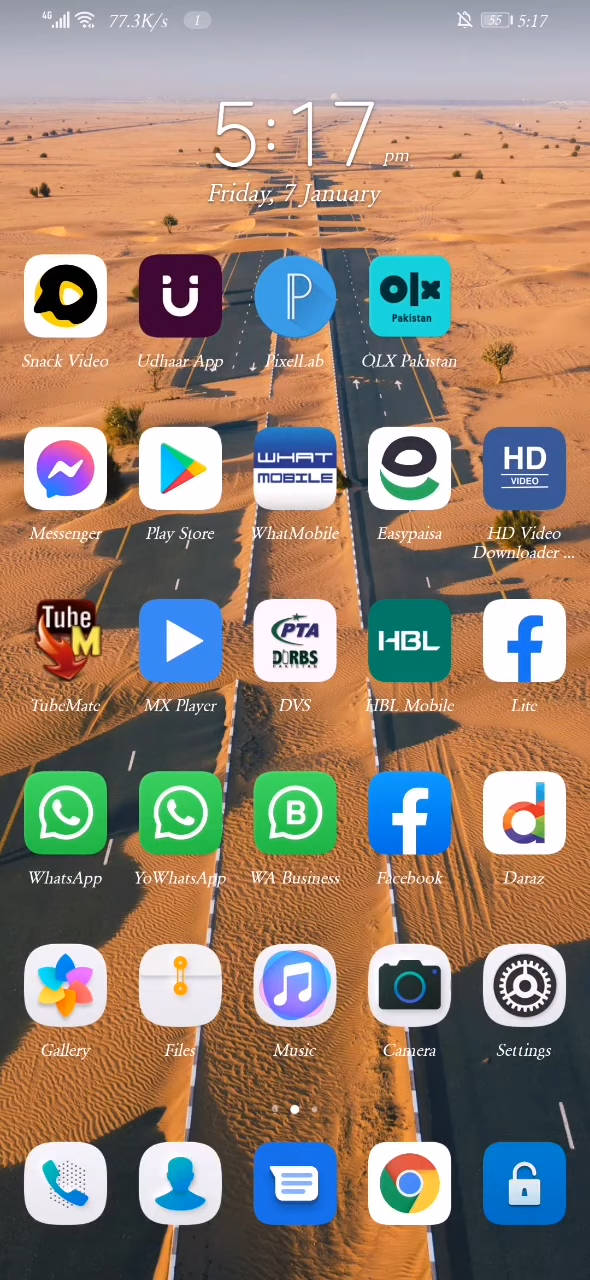 4G 77.3K/s 1 55 5:17
5:17 pm
Friday, 7 January
olx
Pakistan
Snack Video Udhaar App PixelLab OLX Pakistan
WHAT
MOBILE
HD
VIDEO
Messenger Play Store WhatMobile Easypaisa HD Video
Downloader ...
Tube
M
PTA
DIRBS
PAKISTAN
HBL
TubeMate MX Player DVS HBL Mobile Lite
B
WhatsApp YoWhatsApp WA Business Facebook Daraz
Gallery Files Music Camera Settings